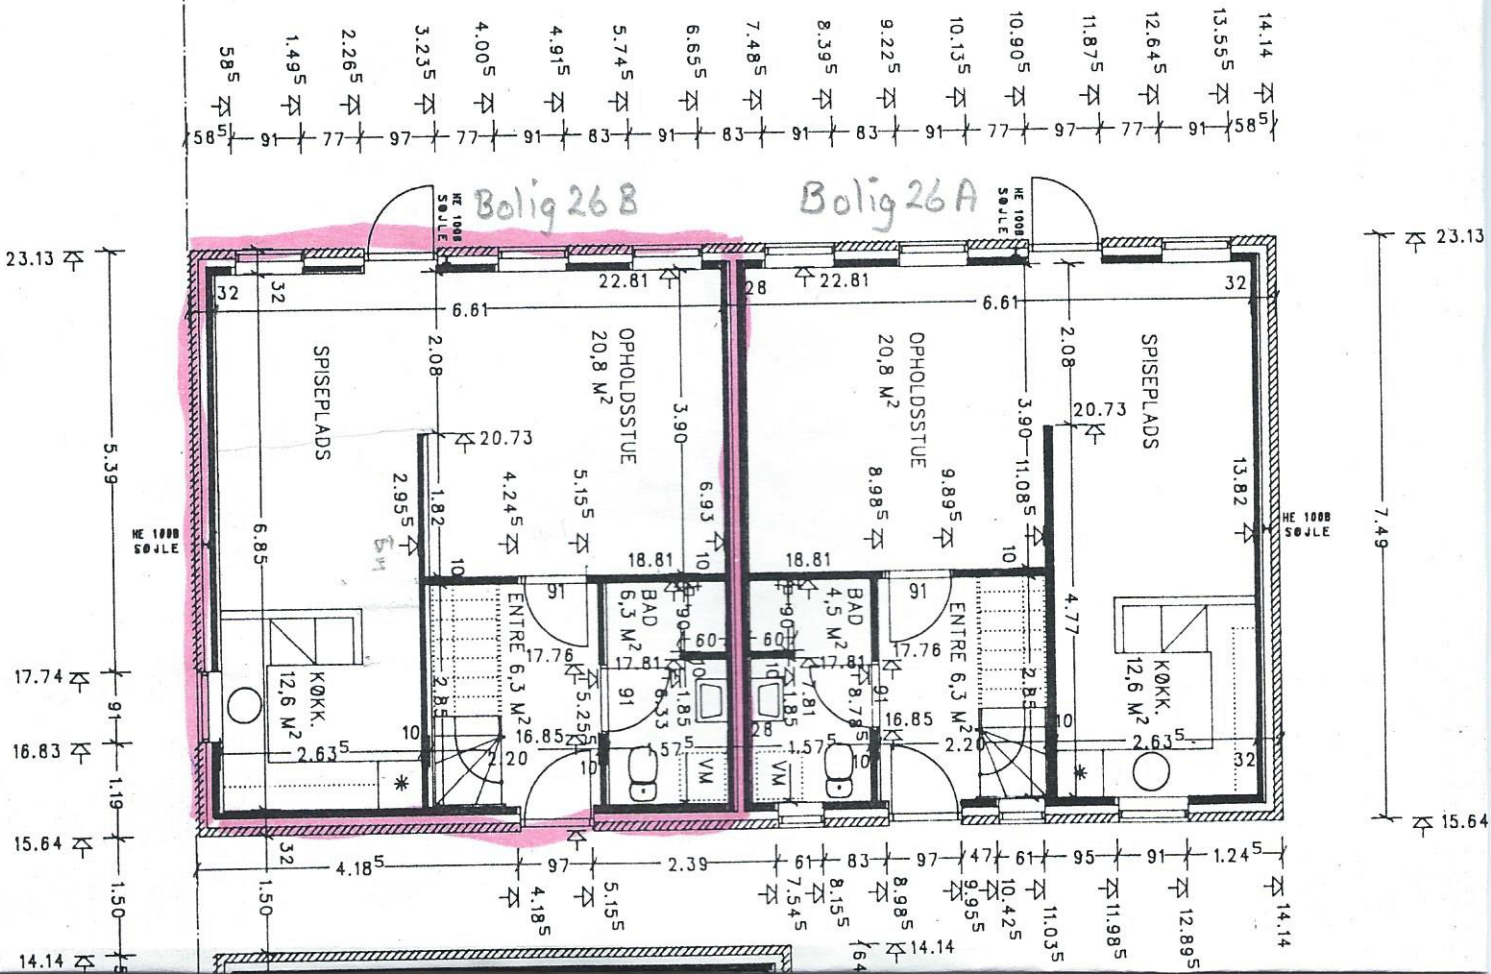 58⁵ 1.49⁵ 2.26⁵ 3.23⁵ 4.00⁵ 4.91⁵ 5.74⁵ 6.65⁵ 7.48⁵ 8.39⁵ 9.22⁵ 10.13⁵ 10.90⁵ 11.87⁵ 12.64⁵ 13.55⁵ 14.14
58⁵ 91 77 97 77 91 83 91 83 91 83 91 77 97 77 91 58⁵
Bolig 26 B
Bolig 26 A
HE 100B
SØJLE
HE 100B
SØJLE
23.13
23.13
32 32 22.81 28 22.81 32
6.61
6.61
2.08
2.08
SPISEPLADS
OPHOLDSSTUE
20,8 M²
OPHOLDSSTUE
20,8 M²
SPISEPLADS
3.90
3.90
20.73
20.73
5.39
2.95⁵ 1.82 4.24⁵ 5.15⁵ 6.93 8.98⁵ 9.89⁵ 11.08⁵ 13.82
HE 100B
SØJLE
HE 100B
SØJLE
6.85
7.49
10 18.81 10 18.81 10
91
91
ENTRE 6,3 M²
BAD
6,3 M²
BAD
4,5 M²
ENTRE 6,3 M²
90 60 60 90
4.77
17.76 17.81 17.81 17.76
KØKK.
12,6 M²
KØKK.
12,6 M²
17.74
91
2.85 5.25⁵ 91 6.33 1.85 10 10 1.85 7.81 8.78⁵ 91 2.85
16.83
10 16.85 28 16.85 10
2.63⁵ 2.20 1.57⁵ 1.57⁵ 2.20 2.63⁵
10 VM VM 10 32
1.19
15.64
15.64
32
4.18⁵ 97 2.39 61 83 97 47 61 95 91 1.24⁵
4.18⁵ 5.15⁵ 7.54⁵ 8.15⁵ 8.98⁵ 9.95⁵ 10.42⁵ 11.03⁵ 11.98⁵ 12.89⁵ 14.14
1.50
1.50
14.14
14.14
64